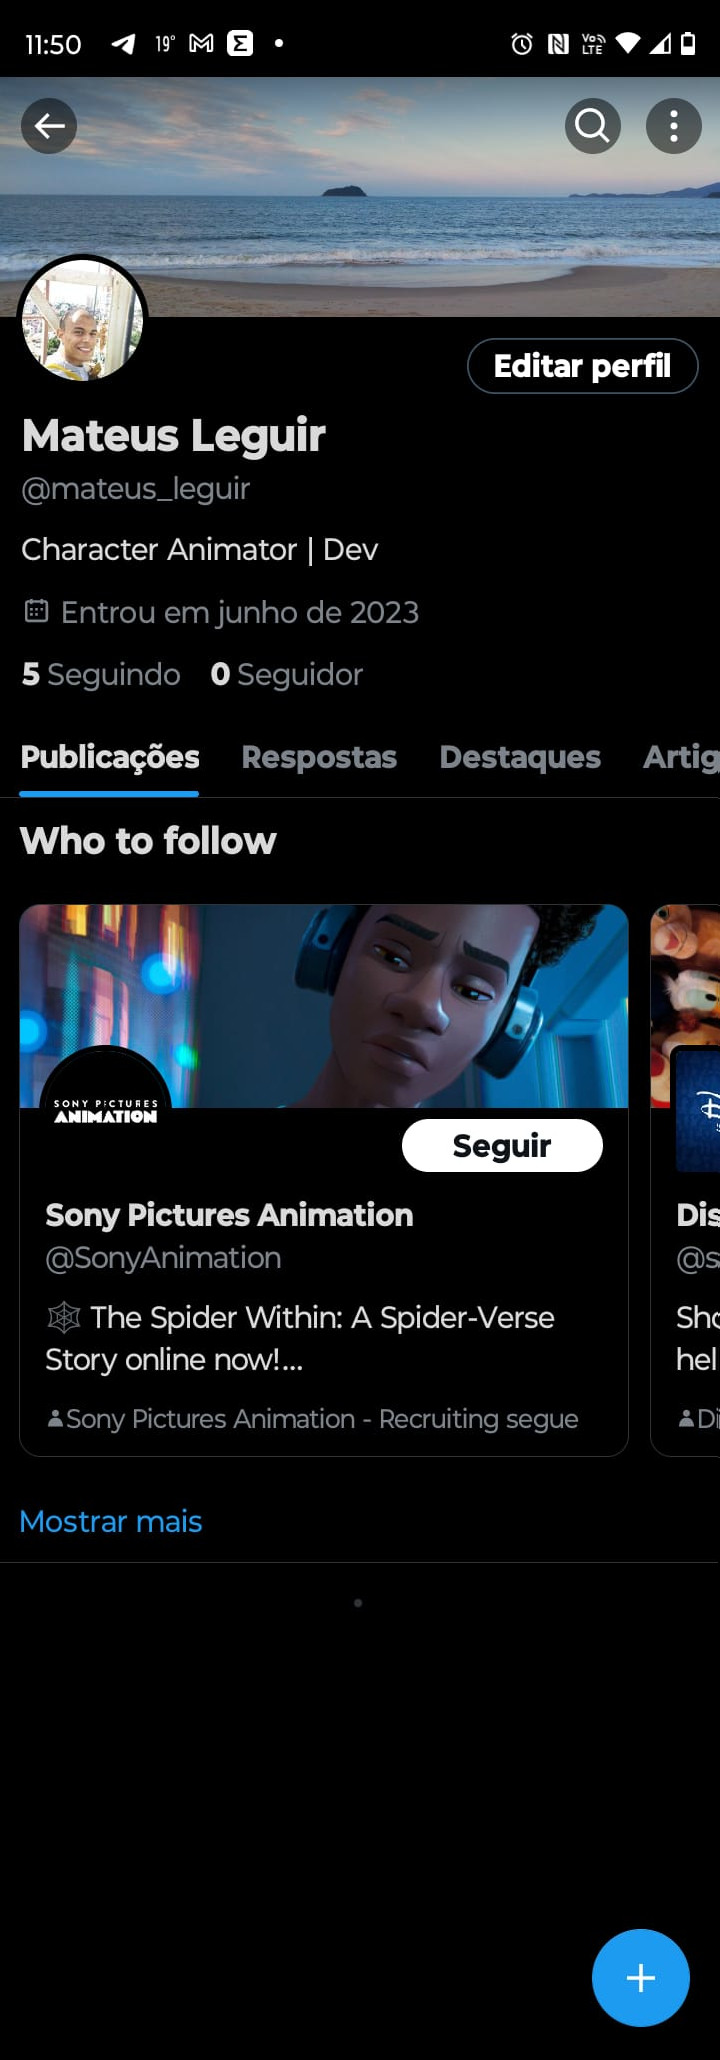 11:50 19°
Vo LTE
Editar perfil
Mateus Leguir
@mateus_leguir
Character Animator | Dev
Entrou em junho de 2023
5 Seguindo 0 Seguidor
Publicações Respostas Destaques Artig
Who to follow
SONY PICTURES
ANIMATION
Seguir
Sony Pictures Animation
@SonyAnimation
🕸 The Spider Within: A Spider-Verse
Story online now!...
Sony Pictures Animation - Recruiting segue
Dis
@s
Sho
hel
Di
Mostrar mais